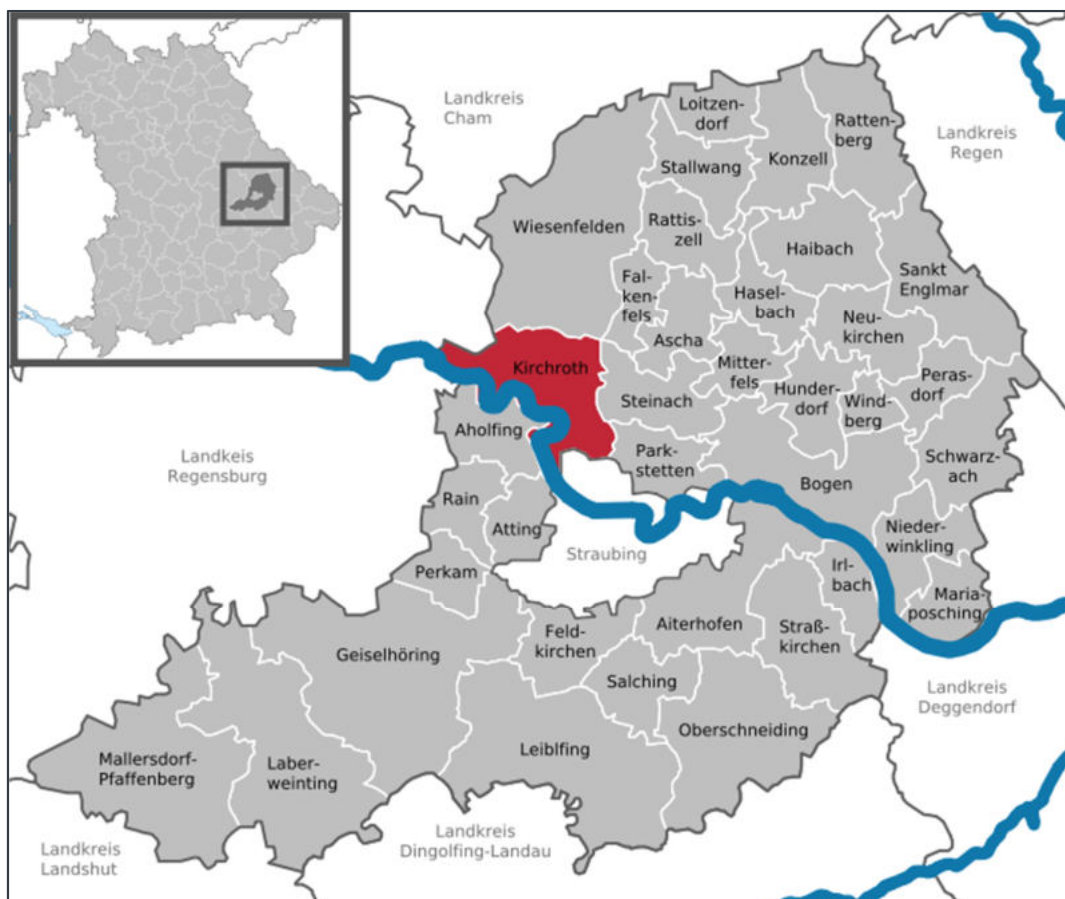 Landkreis
Cham
Loitzen-
dorf
Ratten-
berg
Landkreis
Regen
Stallwang
Konzell
Wiesenfelden
Rattis-
zell
Haibach
Sankt
Englmar
Fal-
ken-
fels
Hasel-
bach
Neu-
kirchen
Ascha
Mitter-
fels
Kirchroth
Hunder-
dorf
Wind-
berg
Peras-
dorf
Steinach
Aholfing
Park-
stetten
Schwarz-
ach
Landkeis
Regensburg
Bogen
Rain
Atting
Straubing
Nieder-
winkling
Perkam
Irl-
bach
Maria-
posching
Feld-
kirchen
Aiterhofen
Straß-
kirchen
Geiselhöring
Salching
Landkreis
Deggendorf
Oberschneiding
Leiblfing
Mallersdorf-
Pfaffenberg
Laber-
weinting
Landkreis
Dingolfing-Landau
Landkreis
Landshut